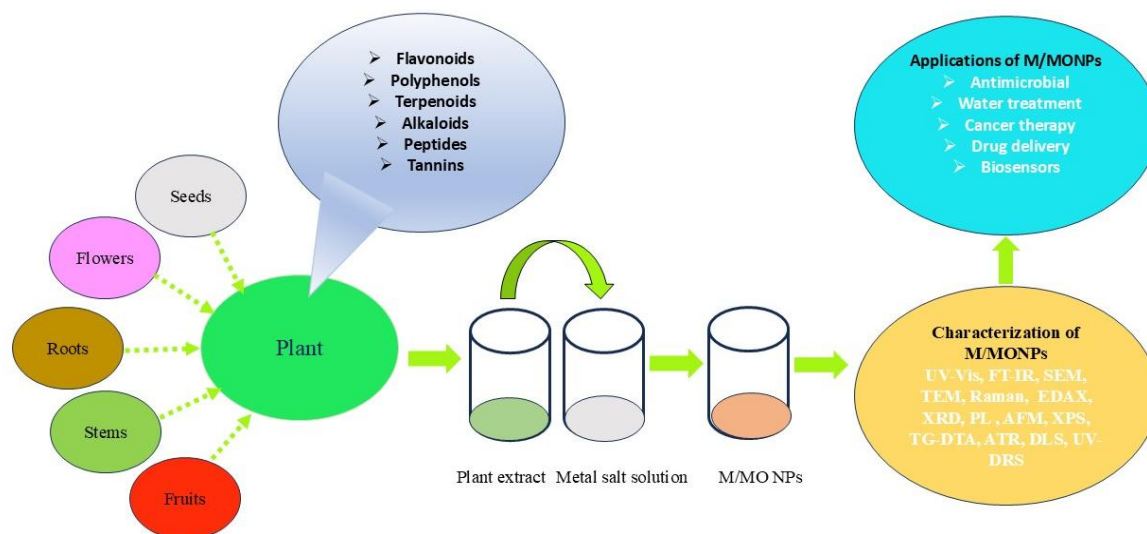 Flavonoids
Polyphenols
Terpenoids
Alkaloids
Peptides
Tannins
Applications of M/MONPs
Antimicrobial
Water treatment
Cancer therapy
Drug delivery
Biosensors
Seeds
Flowers
Roots
Stems
Fruits
Plant
Plant extract
Metal salt solution
M/MO NPs
Characterization of
M/MONPs
UV-Vis, FT-IR, SEM,
TEM, Raman, EDAX,
XRD, PL , AFM, XPS,
TG-DTA, ATR, DLS, UV-
DRS